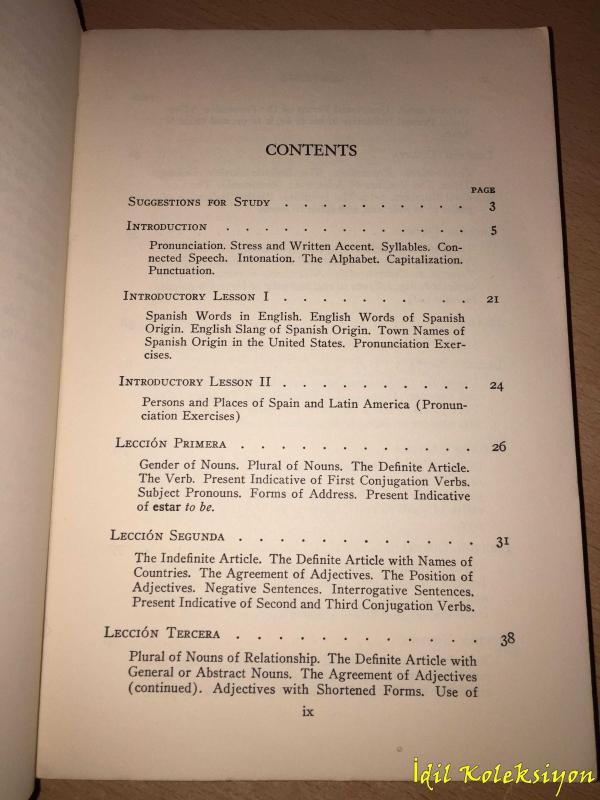 CONTENTS
PAGE
SUGGESTIONS FOR STUDY . . . . . . . . . . 3
INTRODUCTION . . . . . . . . . . . . 5
Pronunciation. Stress and Written Accent. Syllables. Con-
nected Speech. Intonation. The Alphabet. Capitalization.
Punctuation.
INTRODUCTORY LESSON I . . . . . . . . . 21
Spanish Words in English. English Words of Spanish
Origin. English Slang of Spanish Origin. Town Names of
Spanish Origin in the United States. Pronunciation Exer-
cises.
INTRODUCTORY LESSON II . . . . . . . . . 24
Persons and Places of Spain and Latin America (Pronun-
ciation Exercises)
LECCIÓN PRIMERA . . . . . . . . . . . 26
Gender of Nouns. Plural of Nouns. The Definite Article.
The Verb. Present Indicative of First Conjugation Verbs.
Subject Pronouns. Forms of Address. Present Indicative
of estar to be.
LECCIÓN SEGUNDA . . . . . . . . . . . 31
The Indefinite Article. The Definite Article with Names of
Countries. The Agreement of Adjectives. The Position of
Adjectives. Negative Sentences. Interrogative Sentences.
Present Indicative of Second and Third Conjugation Verbs.
LECCIÓN TERCERA . . . . . . . . . . . 38
Plural of Nouns of Relationship. The Definite Article with
General or Abstract Nouns. The Agreement of Adjectives
(continued). Adjectives with Shortened Forms. Use of
ix
İdil Koleksiyon